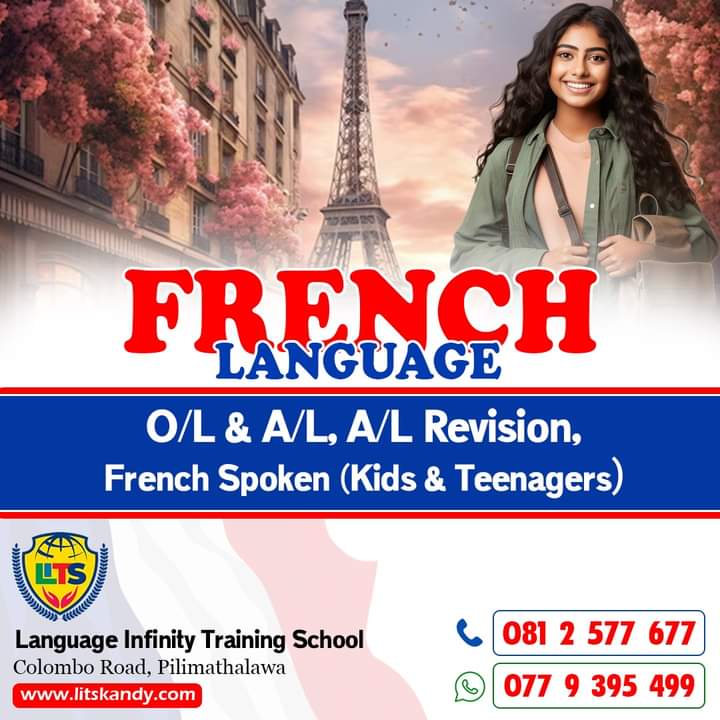 FRENCH
LANGUAGE
O/L & A/L, A/L Revision,
French Spoken (Kids & Teenagers)
LITS
Language Infinity Training School
Colombo Road, Pilimathalawa
www.litskandy.com
081 2 577 677
077 9 395 499